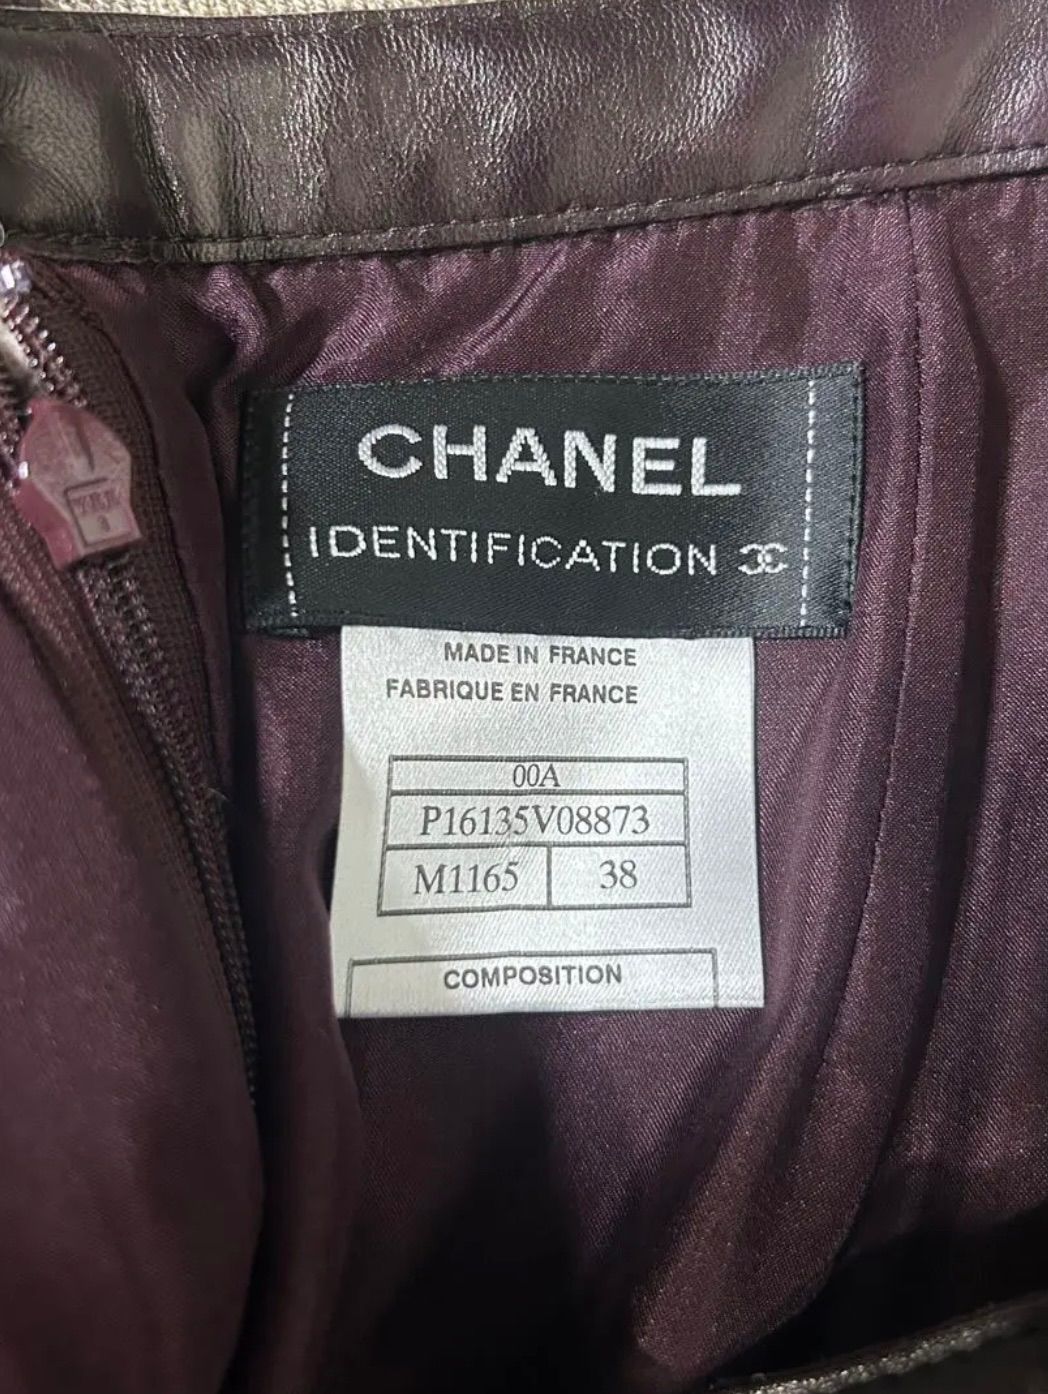 CHANEL
IDENTIFICATION
MADE IN FRANCE
FABRIQUE EN FRANCE
00A
P16135V08873
M1165 38
COMPOSITION